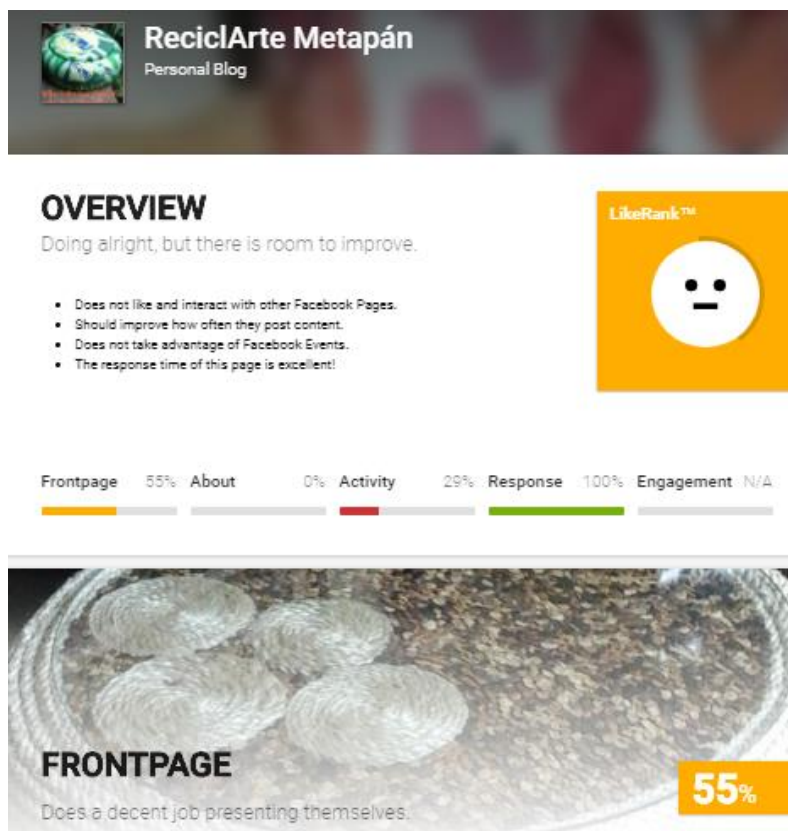 ReciclArte Metapán
Personal Blog
OVERVIEW
Doing alright, but there is room to improve.
LikeRank™
Does not like and interact with other Facebook Pages.
Should improve how often they post content.
Does not take advantage of Facebook Events.
The response time of this page is excellent!
Frontpage 55% About 0% Activity 29% Response 100% Engagement N/A
FRONTPAGE
55%
Does a decent job presenting themselves.